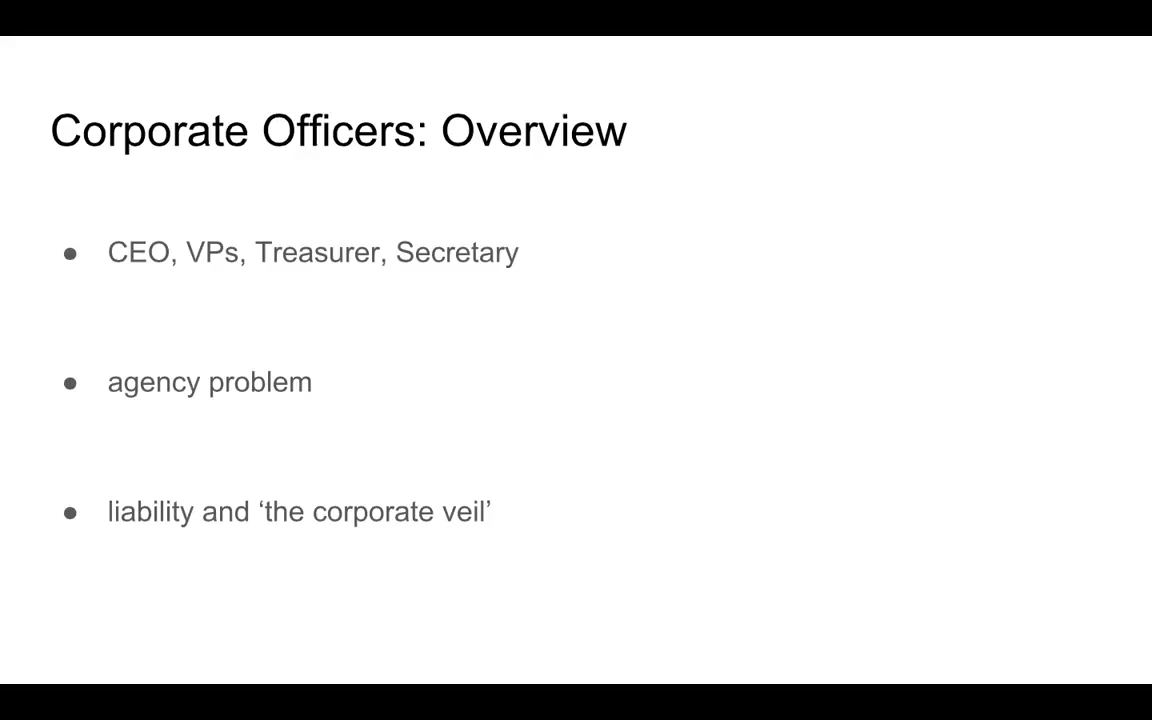 Corporate Officers: Overview
● CEO, VPs, Treasurer, Secretary
● agency problem
● liability and ‘the corporate veil’